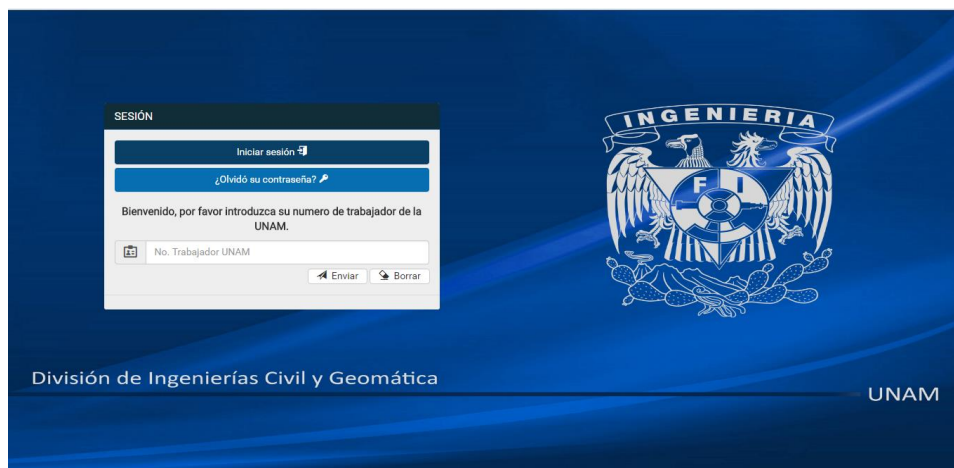 SESIÓN
Iniciar sesión
¿Olvidó su contraseña?
Bienvenido, por favor introduzca su numero de trabajador de la
UNAM.
No. Trabajador UNAM
Enviar Borrar
INGENIERIA
F I
División de Ingenierías Civil y Geomática
UNAM